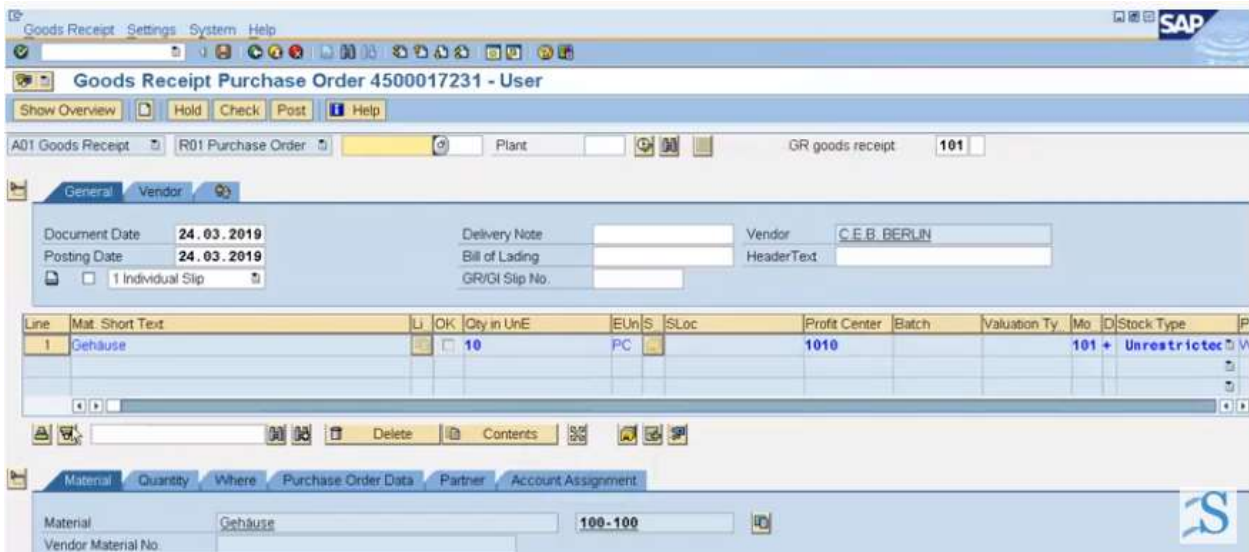 Goods Receipt Settings System Help
SAP
Goods Receipt Purchase Order 4500017231 - User
Show Overview Hold Check Post Help
A01 Goods Receipt R01 Purchase Order Plant GR goods receipt 101
General Vendor
Document Date 24.03.2019 Delivery Note Vendor C.E.B. BERLIN
Posting Date 24.03.2019 Bill of Lading HeaderText
1 Individual Slip GR/GI Slip No.
Line Mat. Short Text Li OK Qty in UnE EUn S SLoc Profit Center Batch Valuation Ty. Mo D Stock Type P
1 Gehäuse 10 PC 1010 101 + Unrestricted
Delete Contents
Material Quantity Where Purchase Order Data Partner Account Assignment
Material Gehäuse 100-100
Vendor Material No.
S